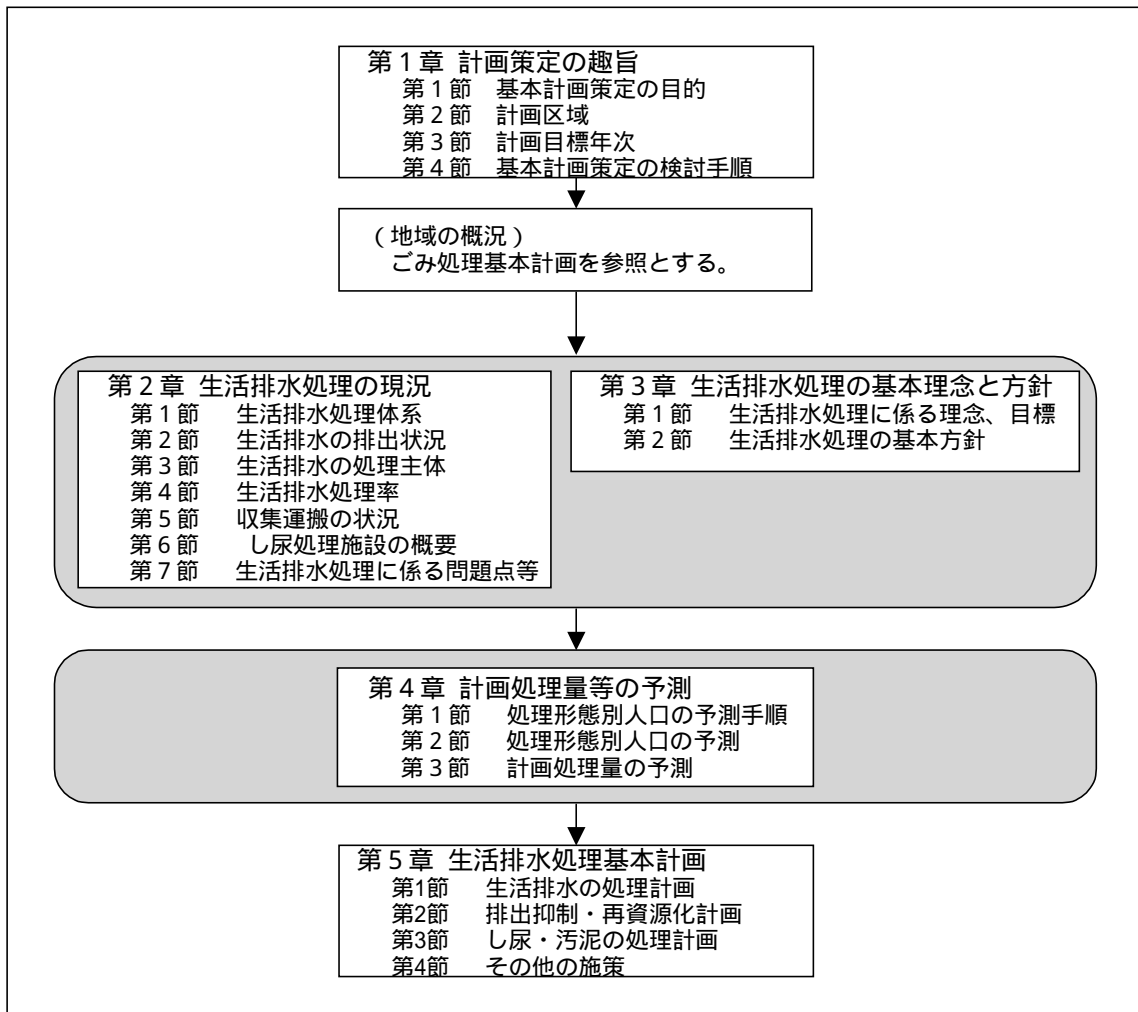 第1章 計画策定の趣旨
第1節 基本計画策定の目的
第2節 計画区域
第3節 計画目標年次
第4節 基本計画策定の検討手順
(地域の概況)
ごみ処理基本計画を参照とする。
第2章 生活排水処理の現況
第1節 生活排水処理体系
第2節 生活排水の排出状況
第3節 生活排水の処理主体
第4節 生活排水処理率
第5節 収集運搬の状況
第6節 し尿処理施設の概要
第7節 生活排水処理に係る問題点等
第3章 生活排水処理の基本理念と方針
第1節 生活排水処理に係る理念、目標
第2節 生活排水処理の基本方針
第4章 計画処理量等の予測
第1節 処理形態別人口の予測手順
第2節 処理形態別人口の予測
第3節 計画処理量の予測
第5章 生活排水処理基本計画
第1節 生活排水の処理計画
第2節 排出抑制・再資源化計画
第3節 し尿・汚泥の処理計画
第4節 その他の施策